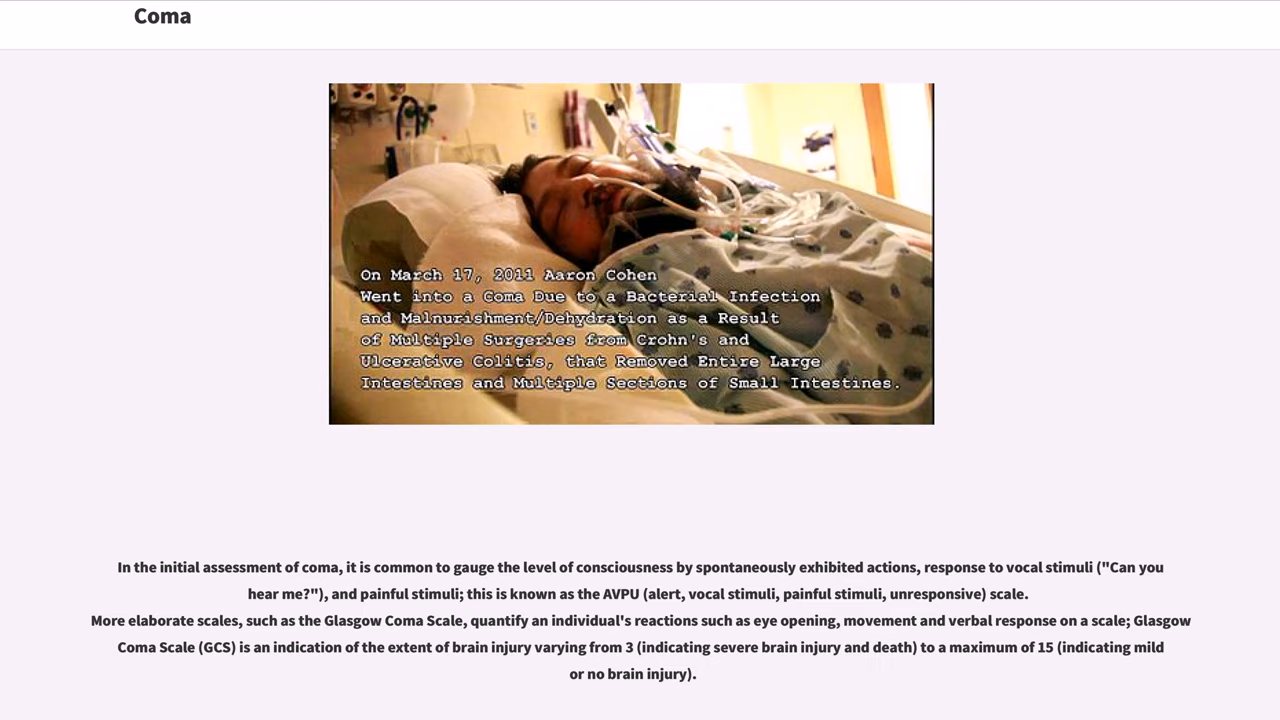 Coma
On March 17, 2011 Aaron Cohen
Went into a Coma Due to a Bacterial Infection
and Malnurishment/Dehydration as a Result
of Multiple Surgeries from Crohn's and
Ulcerative Colitis, that Removed Entire Large
Intestines and Multiple Sections of Small Intestines.
In the initial assessment of coma, it is common to gauge the level of consciousness by spontaneously exhibited actions, response to vocal stimuli ("Can you
hear me?"), and painful stimuli; this is known as the AVPU (alert, vocal stimuli, painful stimuli, unresponsive) scale.
More elaborate scales, such as the Glasgow Coma Scale, quantify an individual's reactions such as eye opening, movement and verbal response on a scale; Glasgow
Coma Scale (GCS) is an indication of the extent of brain injury varying from 3 (indicating severe brain injury and death) to a maximum of 15 (indicating mild
or no brain injury).